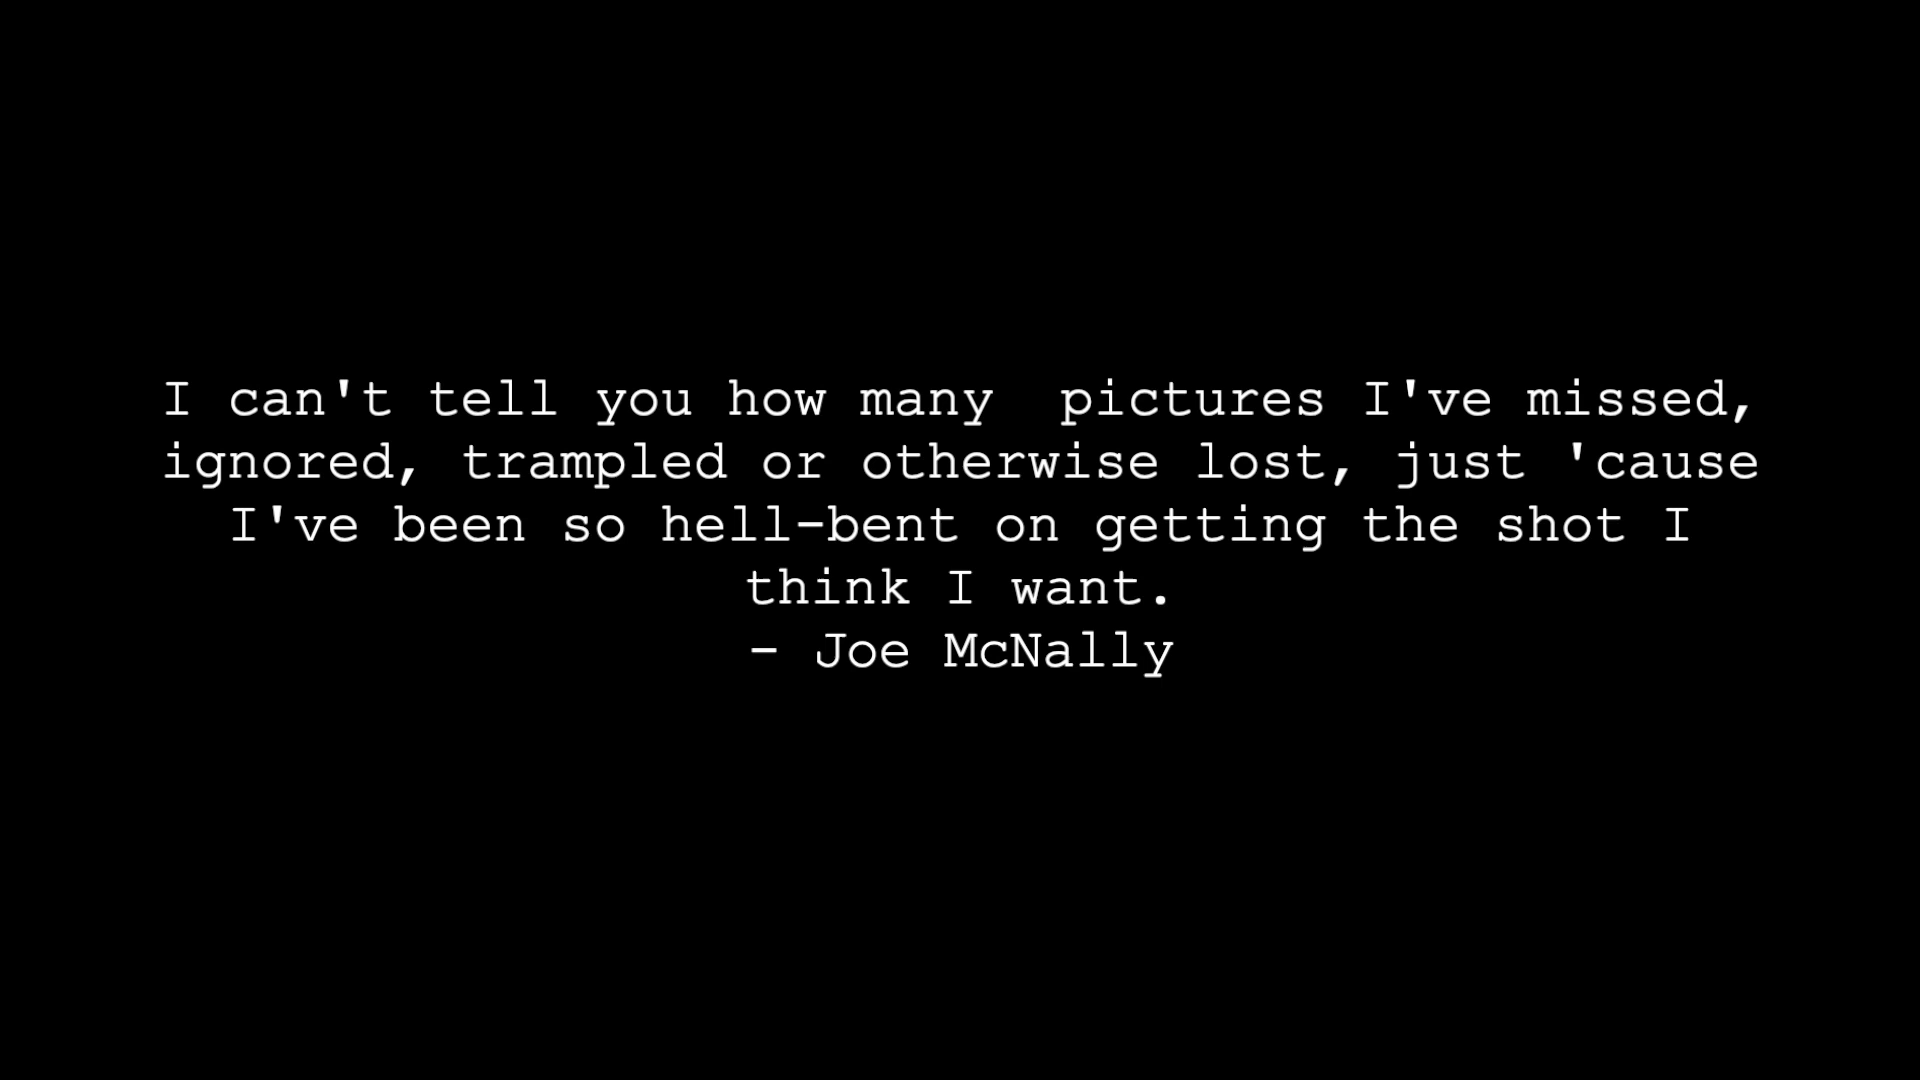 I can't tell you how many  pictures I've missed,
ignored, trampled or otherwise lost, just 'cause
I've been so hell-bent on getting the shot I
think I want.
- Joe McNally